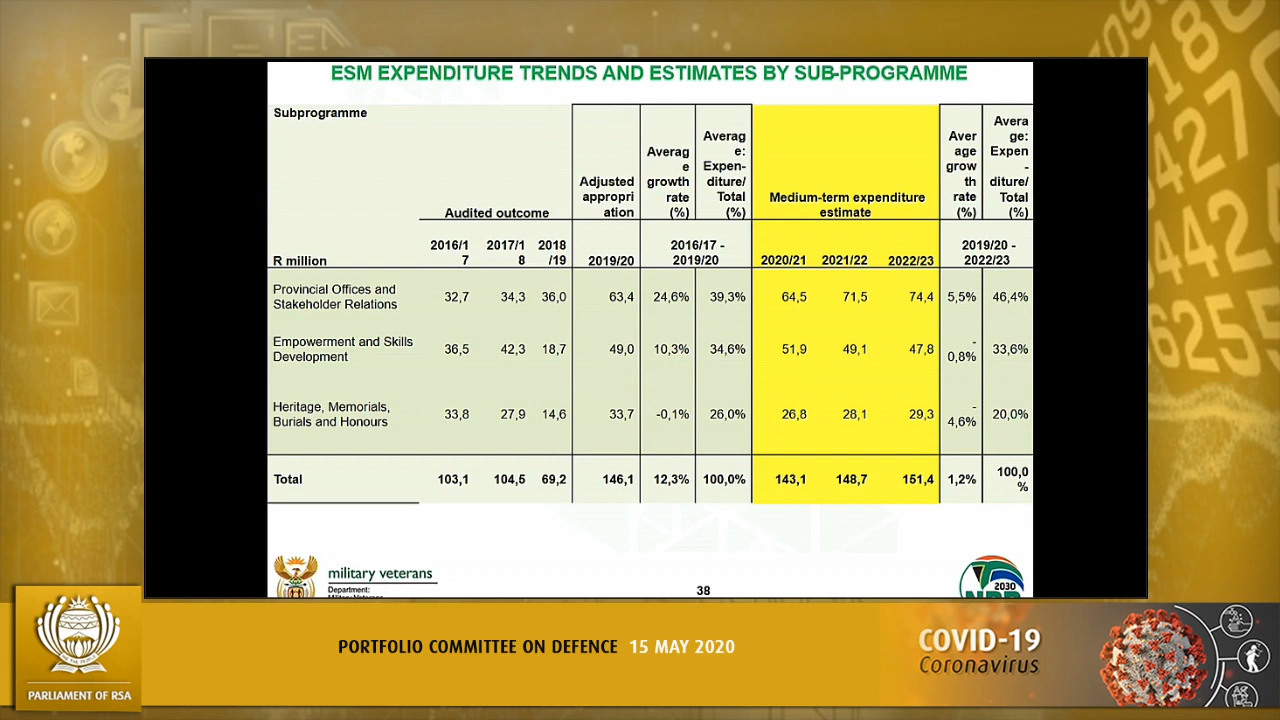 ESM EXPENDITURE TRENDS AND ESTIMATES BY SUB-PROGRAMME
Subprogramme
Audited outcome
Adjusted
appropri
ation
Averag
e
growth
rate
(%)
Averag
e:
Expen-
diture/
Total
(%)
Medium-term expenditure
estimate
Aver
age
grow
th
rate
(%)
Avera
ge:
Expen
-
diture/
Total
(%)
R million
2016/1
7
2017/1
8
2018
/19
2019/20
2016/17 -
2019/20
2020/21 2021/22 2022/23
2019/20 -
2022/23
Provincial Offices and
Stakeholder Relations
32,7 34,3 36,0 63,4 24,6% 39,3% 64,5 71,5 74,4 5,5% 46,4%
Empowerment and Skills
Development
36,5 42,3 18,7 49,0 10,3% 34,6% 51,9 49,1 47,8
-
0,8%
33,6%
Heritage, Memorials,
Burials and Honours
33,8 27,9 14,6 33,7 -0,1% 26,0% 26,8 28,1 29,3
-
4,6%
20,0%
Total 103,1 104,5 69,2 146,1 12,3% 100,0% 143,1 148,7 151,4 1,2%
100,0
%
military veterans
Department:
Military Veterans
38
2030
NDP
PORTFOLIO COMMITTEE ON DEFENCE 15 MAY 2020
PARLIAMENT OF RSA
COVID-19
Coronavirus